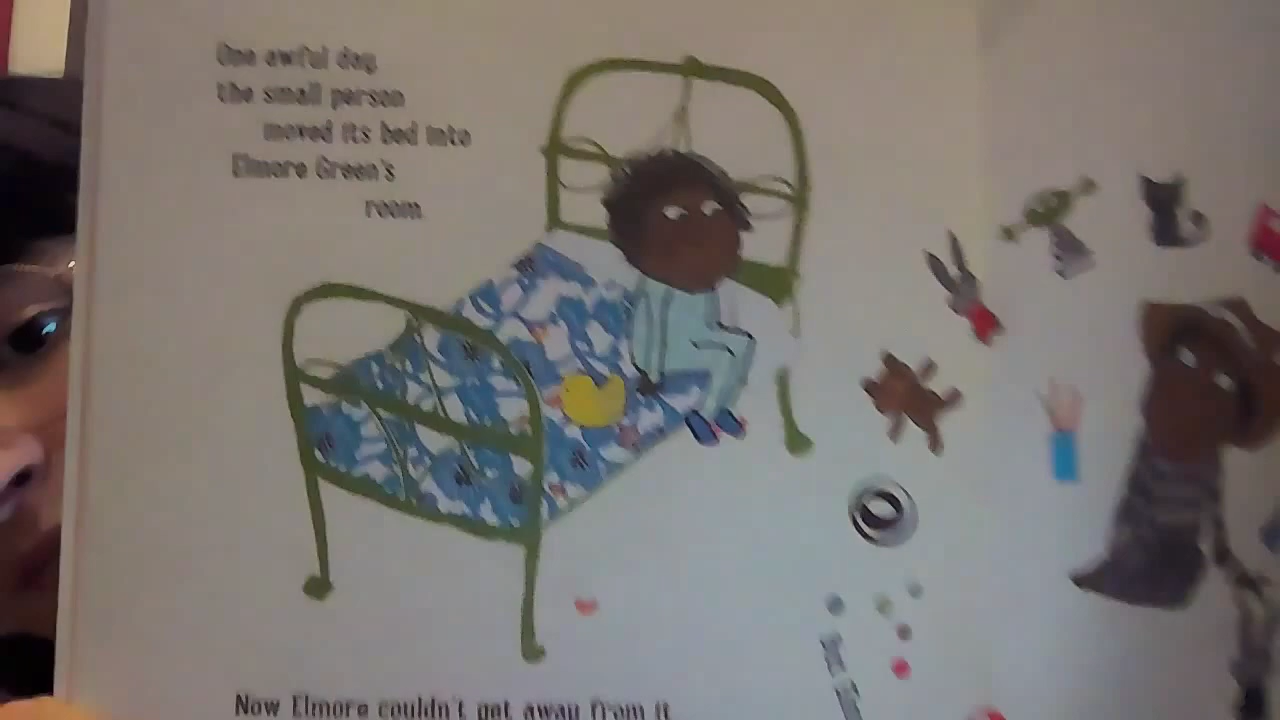 One awful day,
the small person
moved its bed into
Elmore Green's
room.
Now Elmore couldn't get away from it